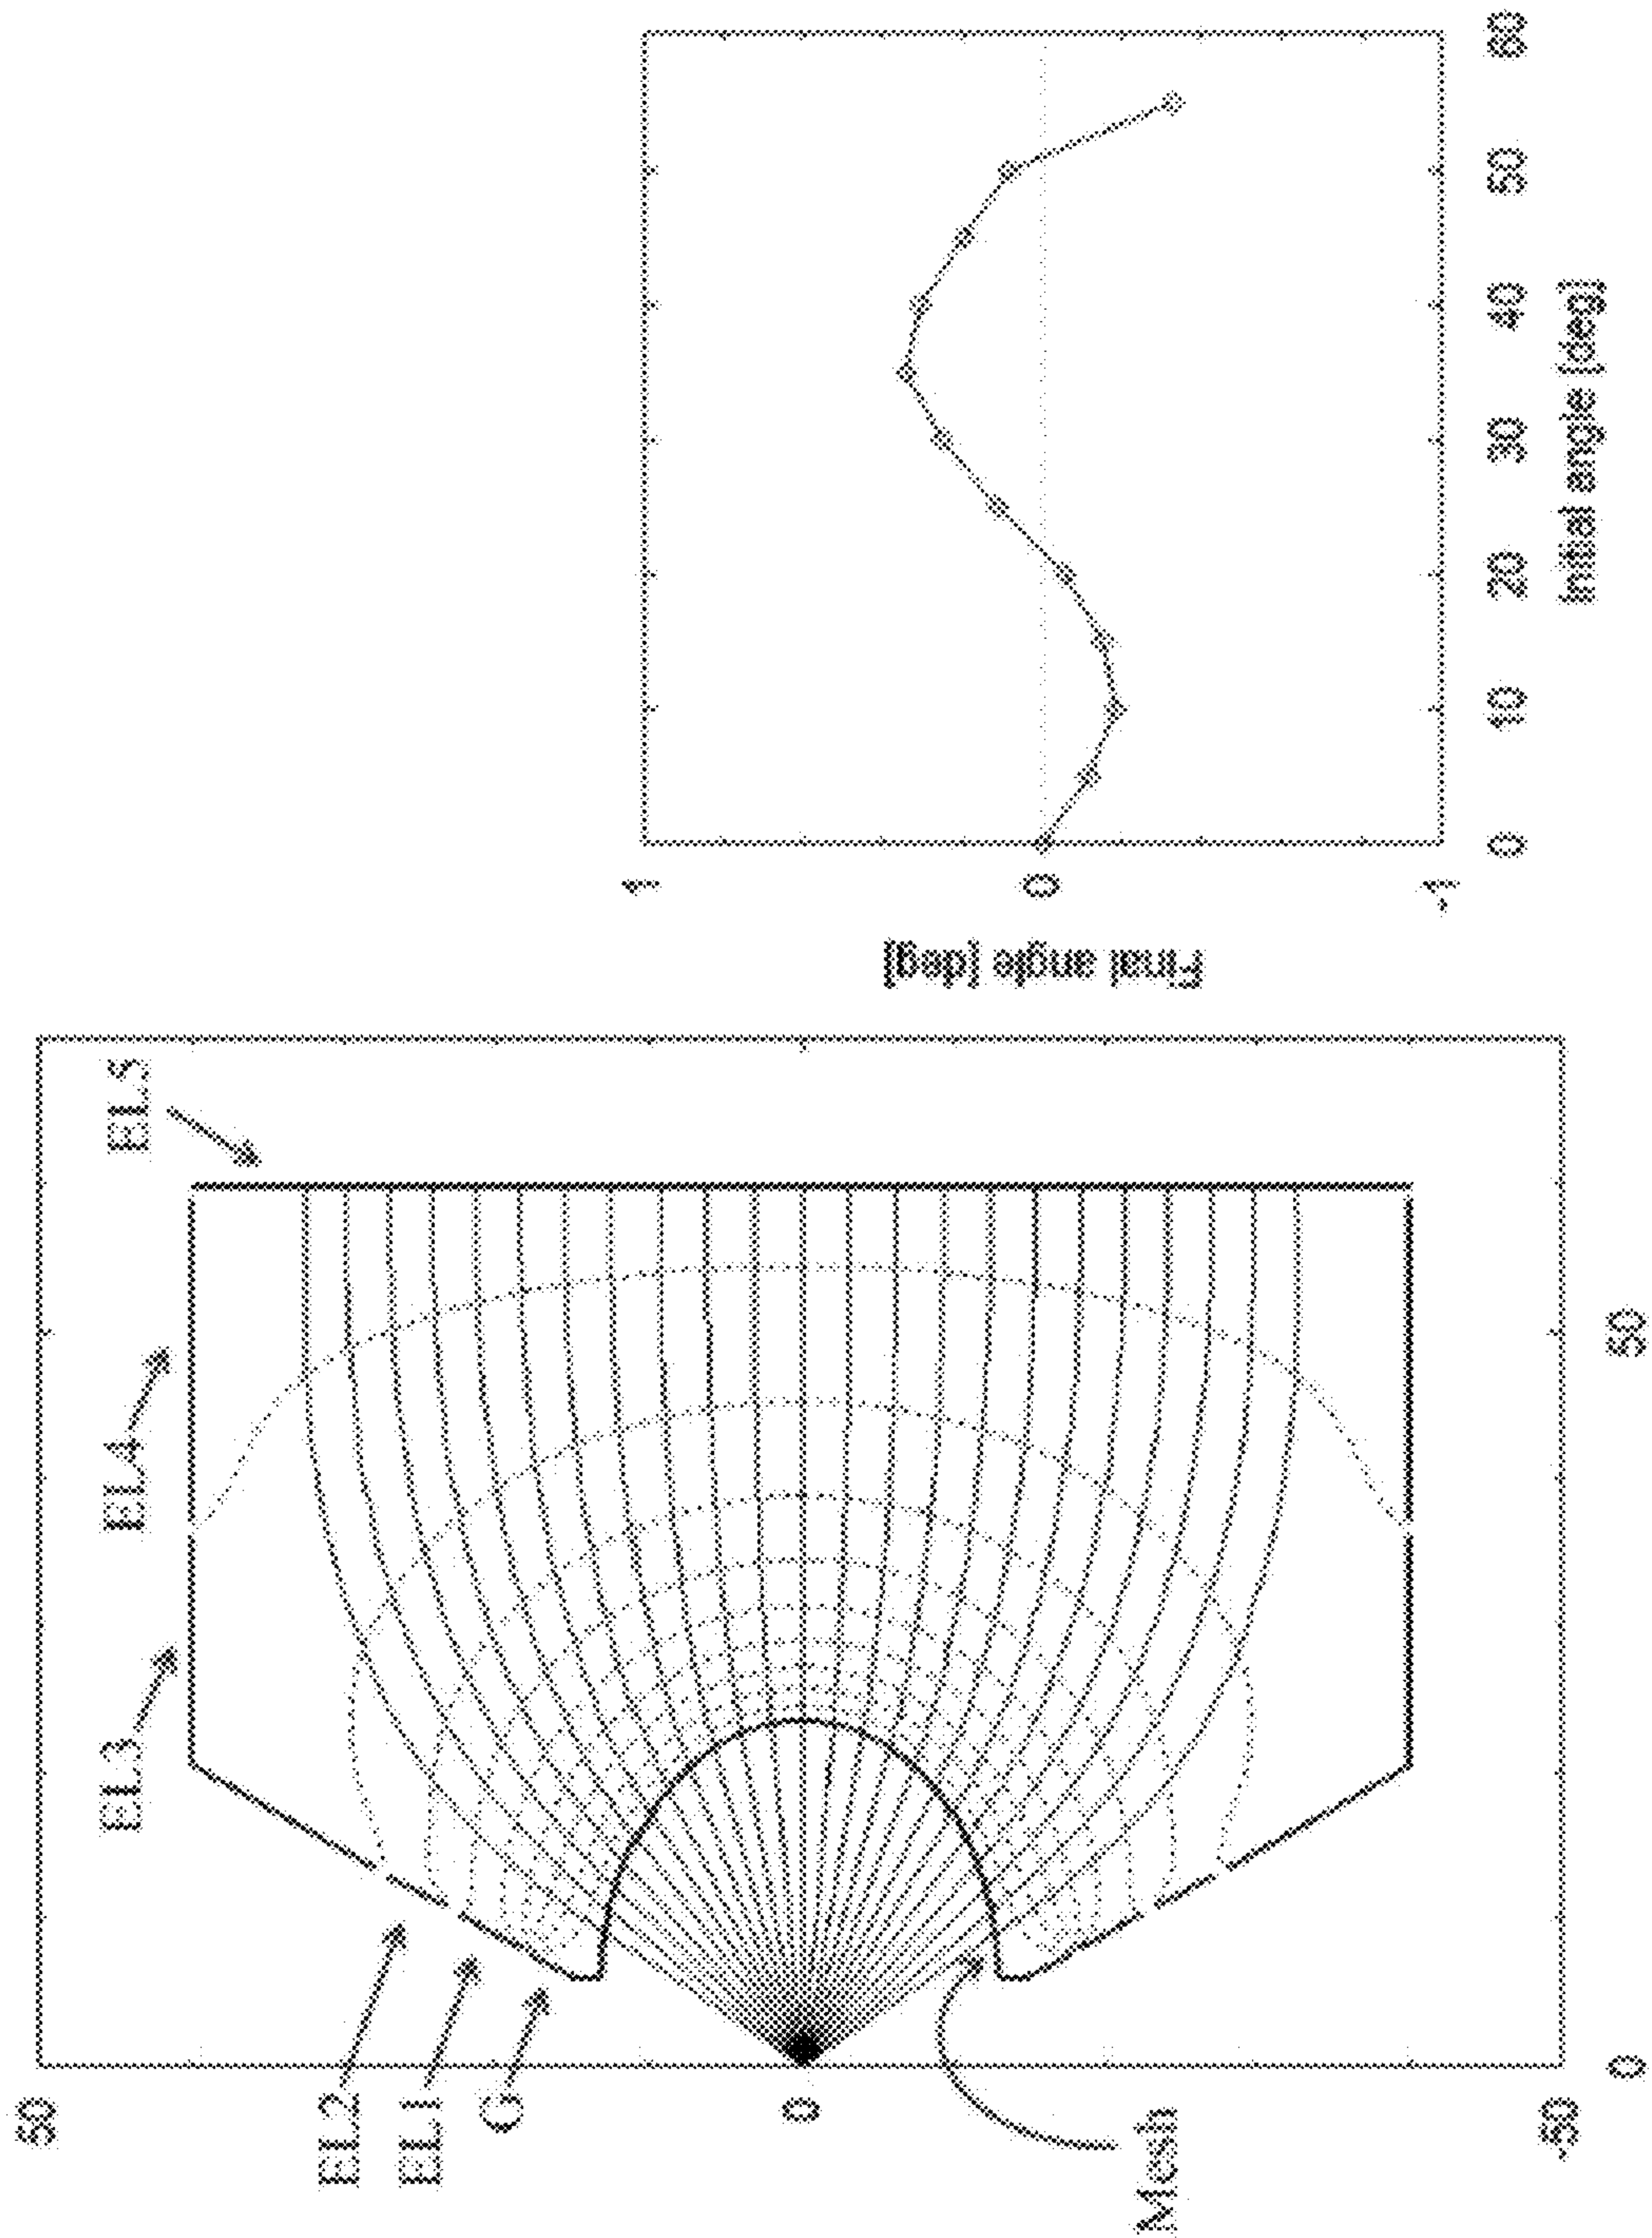 50
0
-50
0
50
EL2
EL1
G
Mesh
EL3
EL4
EL5
Final angle [deg]
1
0
-1
0
10
20
30
40
50
60
Initial angle [deg]